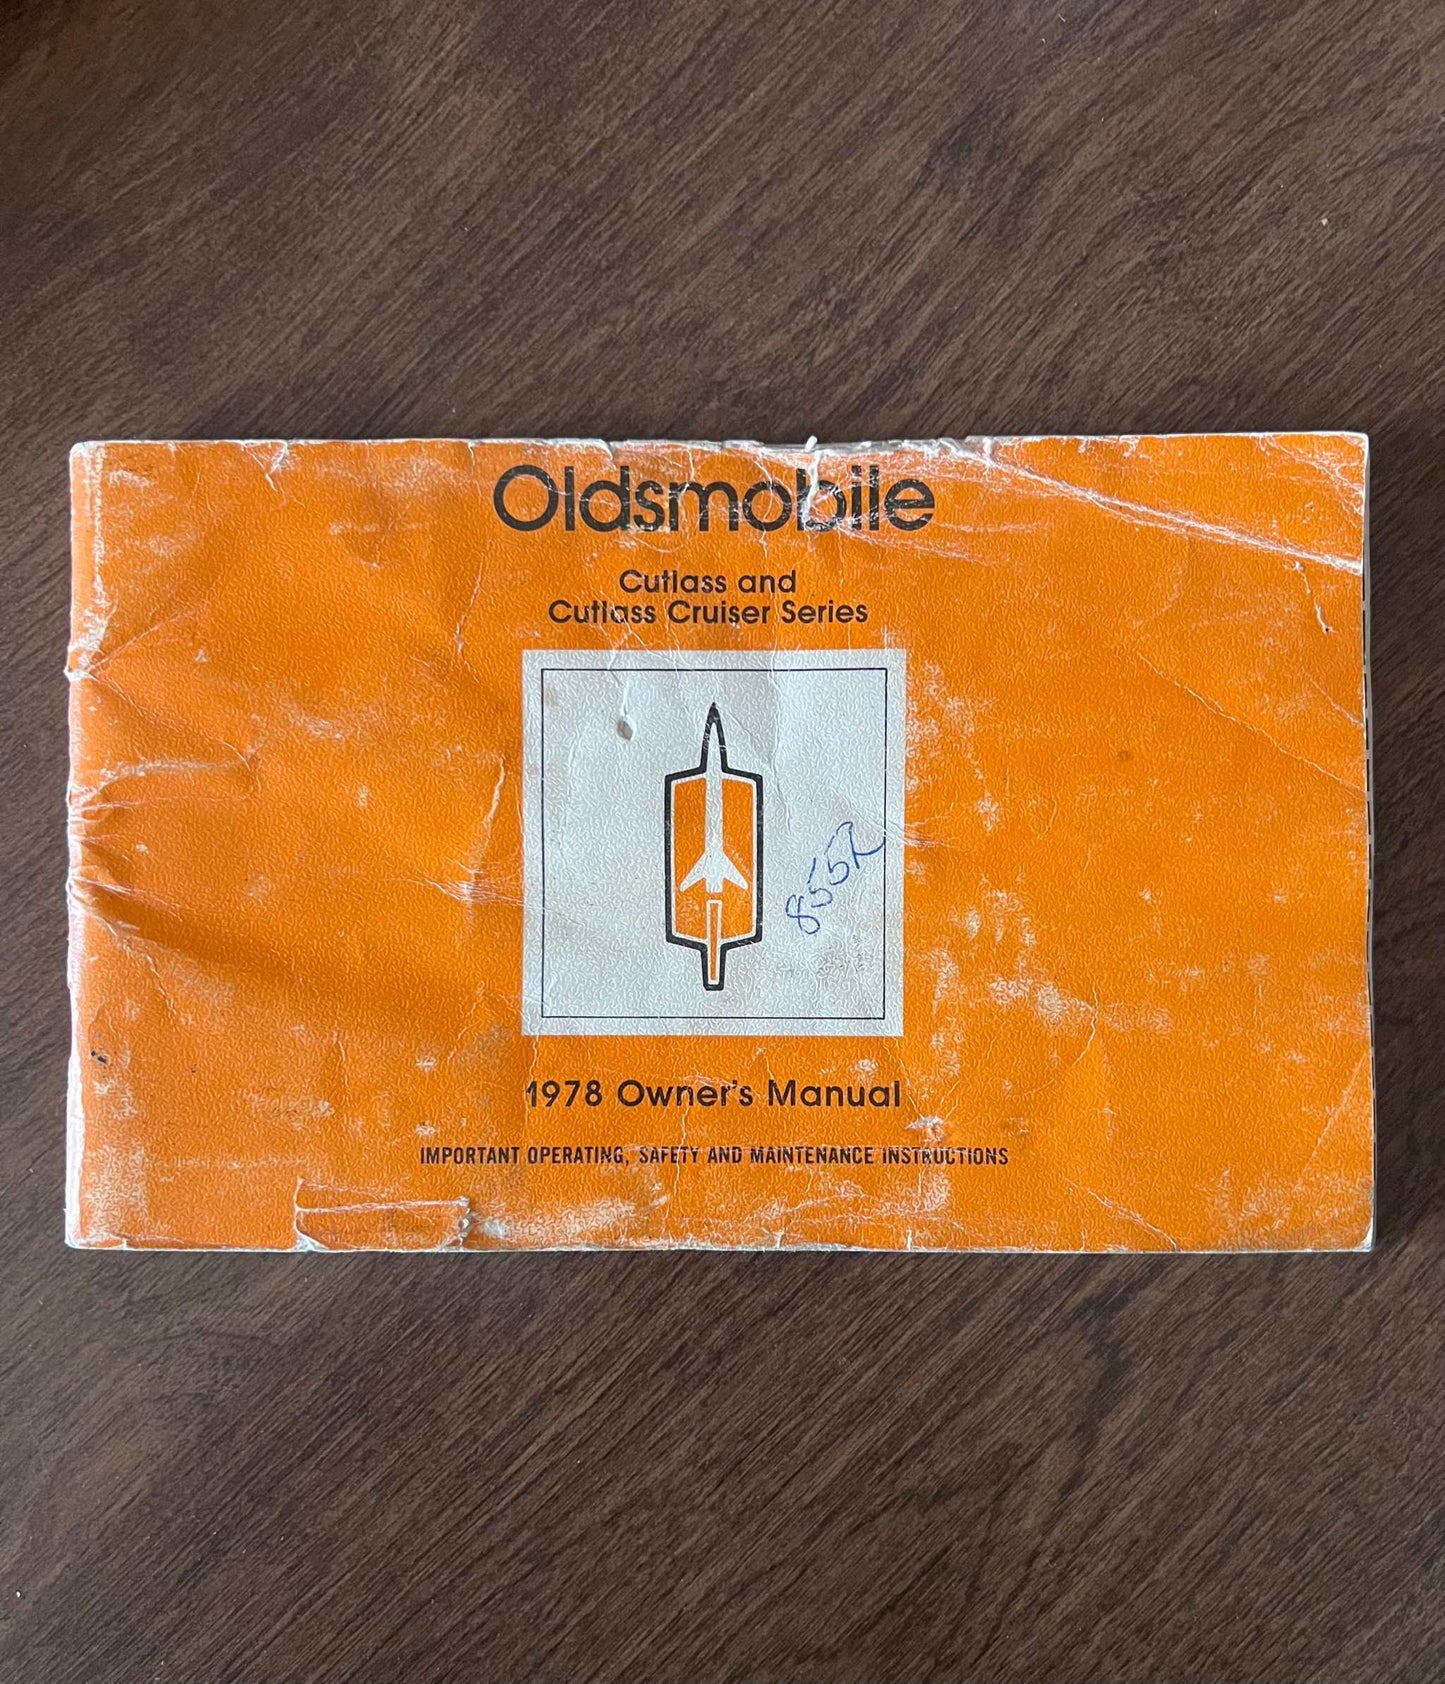 Oldsmobile
Cutlass and
Cutlass Cruiser Series
855R
1978 Owner's Manual
IMPORTANT OPERATING, SAFETY AND MAINTENANCE INSTRUCTIONS